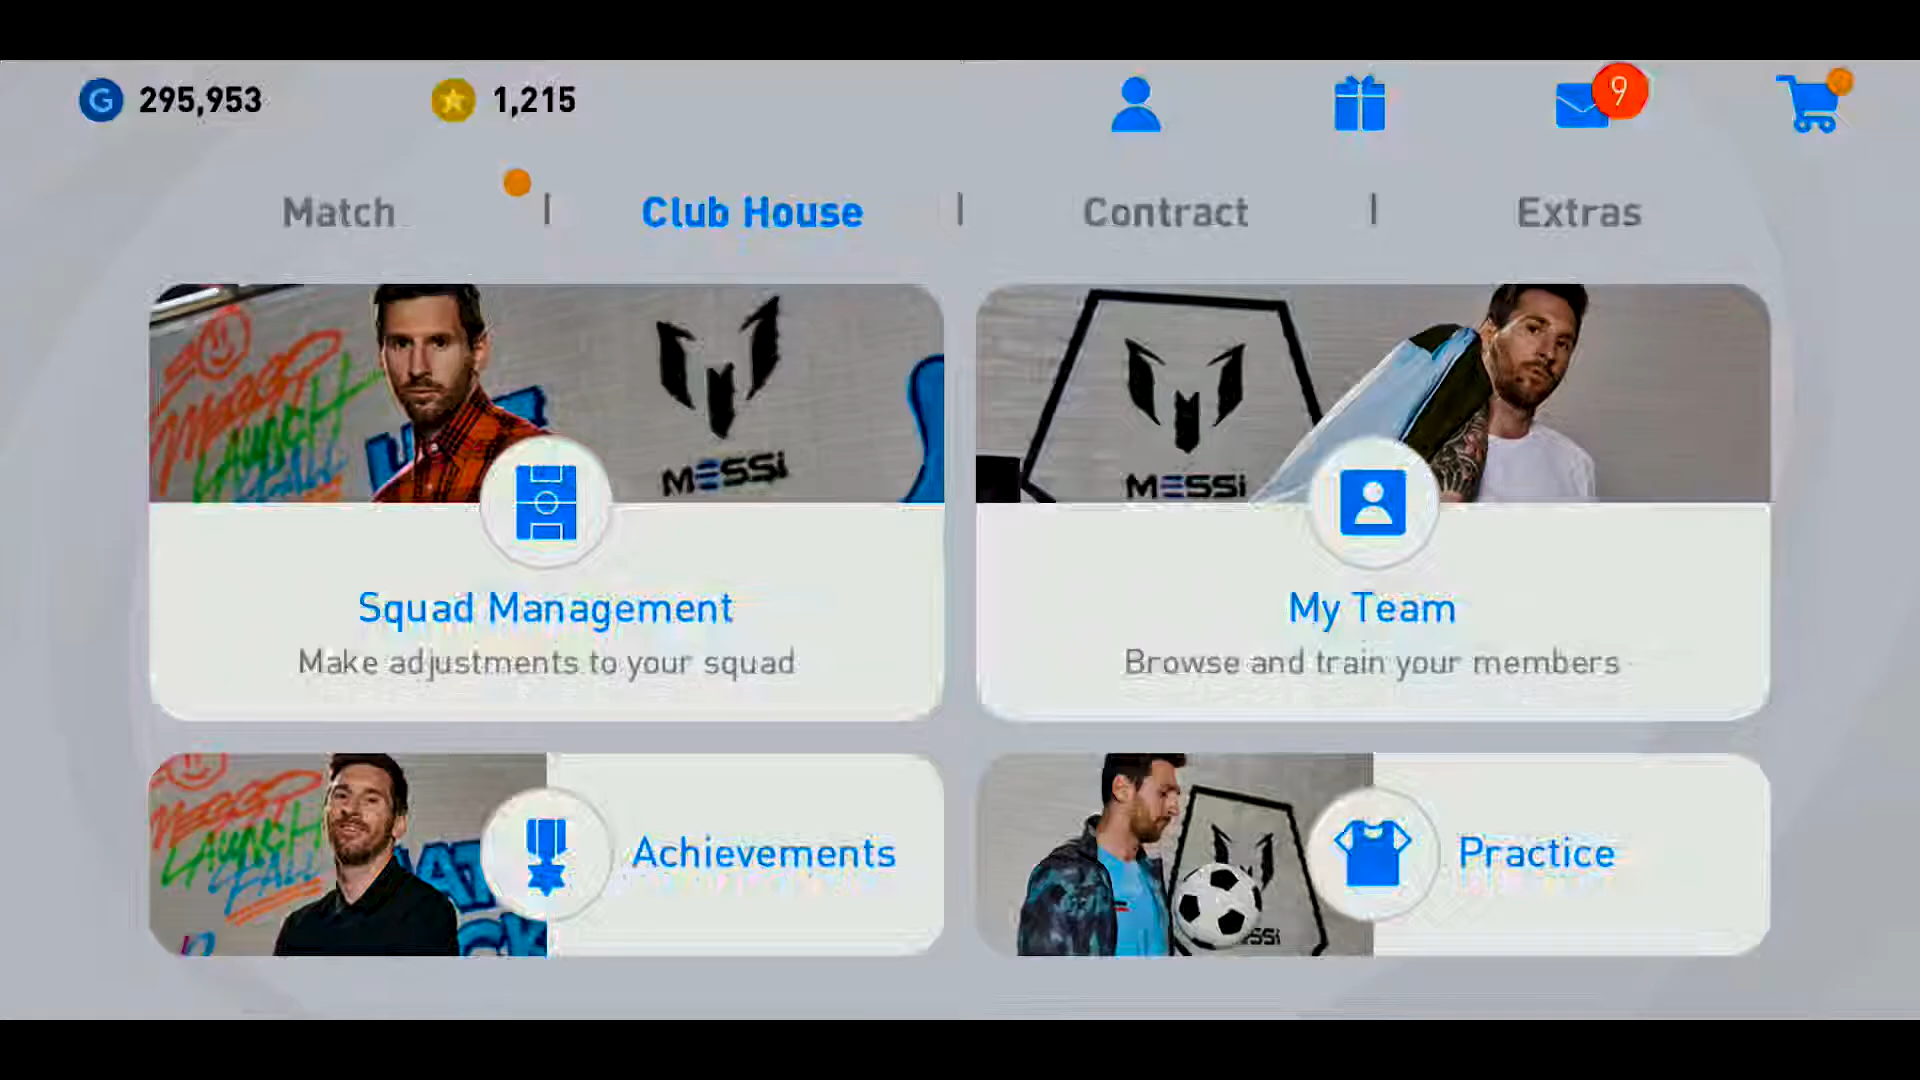 G 295,953 1,215 9
Match Club House Contract Extras
MESSI
MESSI
Squad Management
Make adjustments to your squad
My Team
Browse and train your members
Achievements
Practice